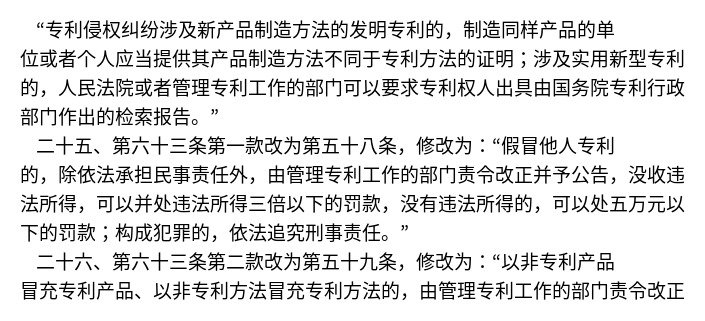 “专利侵权纠纷涉及新产品制造方法的发明专利的，制造同样产品的单
位或者个人应当提供其产品制造方法不同于专利方法的证明；涉及实用新型专利
的，人民法院或者管理专利工作的部门可以要求专利权人出具由国务院专利行政
部门作出的检索报告。”
二十五、第六十三条第一款改为第五十八条，修改为：“假冒他人专利
的，除依法承担民事责任外，由管理专利工作的部门责令改正并予公告，没收违
法所得，可以并处违法所得三倍以下的罚款，没有违法所得的，可以处五万元以
下的罚款；构成犯罪的，依法追究刑事责任。”
二十六、第六十三条第二款改为第五十九条，修改为：“以非专利产品
冒充专利产品、以非专利方法冒充专利方法的，由管理专利工作的部门责令改正